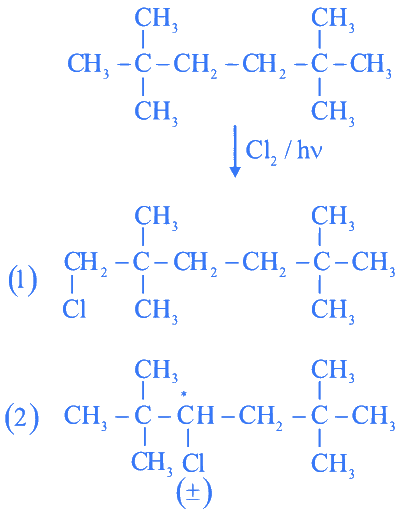 CH₃ CH₃
CH₃ – C – CH₂ – CH₂ – C – CH₃
CH₃ CH₃
Cl₂ / hν
CH₃ CH₃
(1) CH₂ – C – CH₂ – CH₂ – C – CH₃
Cl CH₃ CH₃
CH₃ * CH₃
(2) CH₃ – C – CH – CH₂ – C – CH₃
CH₃ Cl CH₃
(±)